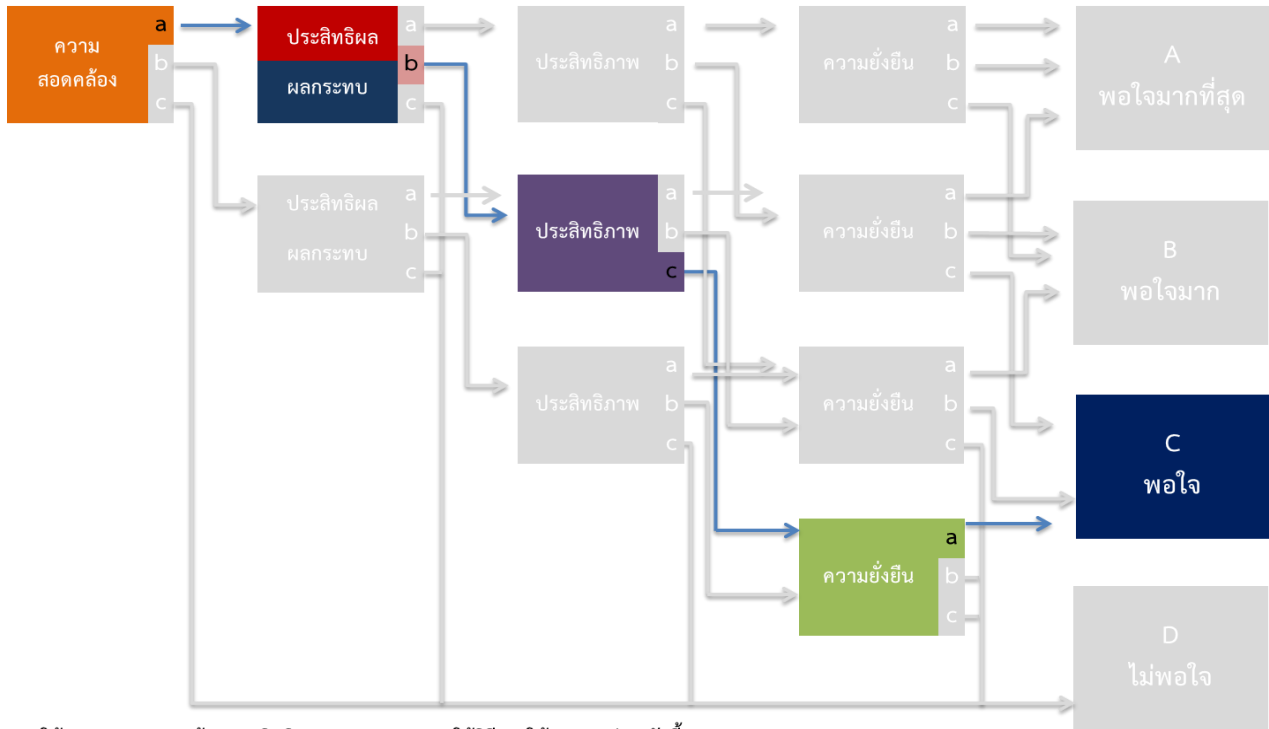 ความ
สอดคล้อง
a
b
c
ประสิทธิผล
ผลกระทบ
a
b
c
ประสิทธิภาพ
a
b
c
ความยั่งยืน
a
b
c
A
พอใจมากที่สุด
ประสิทธิผล
ผลกระทบ
a
b
c
ประสิทธิภาพ
a
b
c
ความยั่งยืน
a
b
c
B
พอใจมาก
ประสิทธิภาพ
a
b
c
ความยั่งยืน
a
b
c
C
พอใจ
ความยั่งยืน
a
b
c
D
ไม่พอใจ